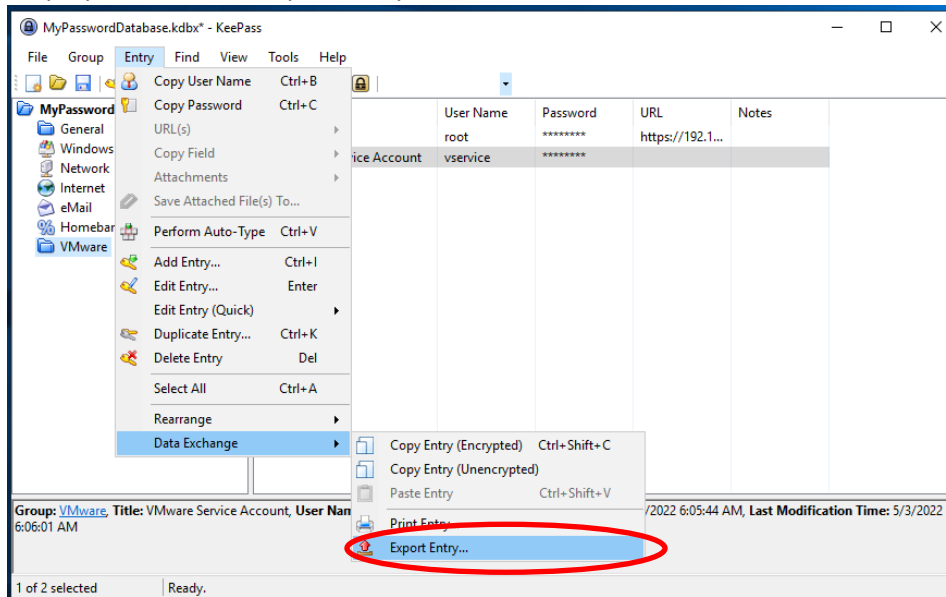 MyPasswordDatabase.kdbx* - KeePass
File Group Entry Find View Tools Help
Copy User Name Ctrl+B
Copy Password Ctrl+C
URL(s)
Copy Field
Attachments
Save Attached File(s) To...
Perform Auto-Type Ctrl+V
Add Entry... Ctrl+I
Edit Entry... Enter
Edit Entry (Quick)
Duplicate Entry... Ctrl+K
Delete Entry Del
Select All Ctrl+A
Rearrange
Data Exchange
Copy Entry (Encrypted) Ctrl+Shift+C
Copy Entry (Unencrypted)
Paste Entry Ctrl+Shift+V
Print Entry
Export Entry...
MyPassword
General
Windows
Network
Internet
eMail
Homeban
VMware
User Name Password URL Notes
root ******** https://192.1...
ice Account vservice ********
Group: VMware, Title: VMware Service Account, User Nam /2022 6:05:44 AM, Last Modification Time: 5/3/2022
6:06:01 AM
1 of 2 selected Ready.